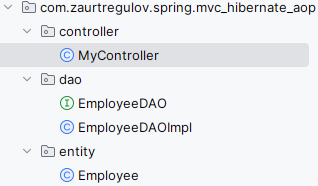 com.zaurtregulov.spring.mvc_hibernate_aop
controller
MyController
dao
EmployeeDAO
EmployeeDAOImpl
entity
Employee